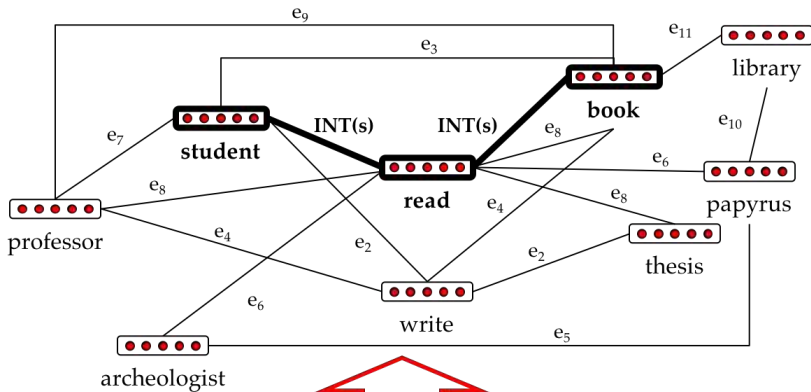 e9
e11
e3
library
book
INT(s)
INT(s)
e7
student
e8
e10
e8
read
e6
e8
papyrus
professor
e4
e4
thesis
e2
e2
e6
write
e5
archeologist